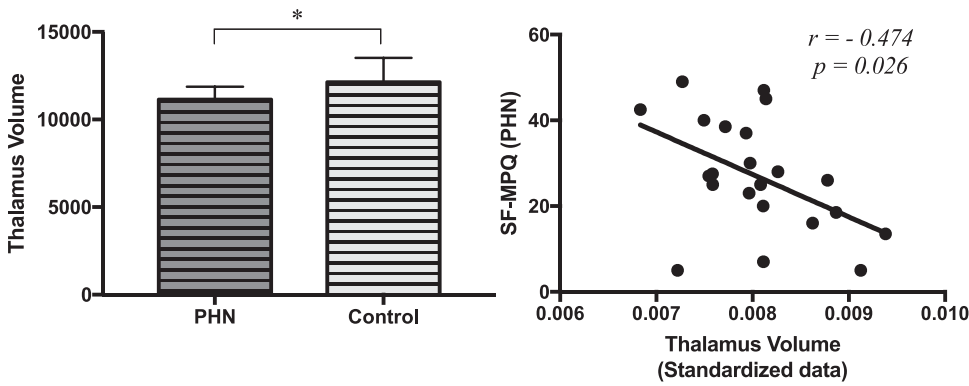 *
15000
10000
5000
0
Thalamus Volume
PHN
Control
r = - 0.474
p = 0.026
60
40
20
0
SF-MPQ (PHN)
0.006
0.007
0.008
0.009
0.010
Thalamus Volume
(Standardized data)